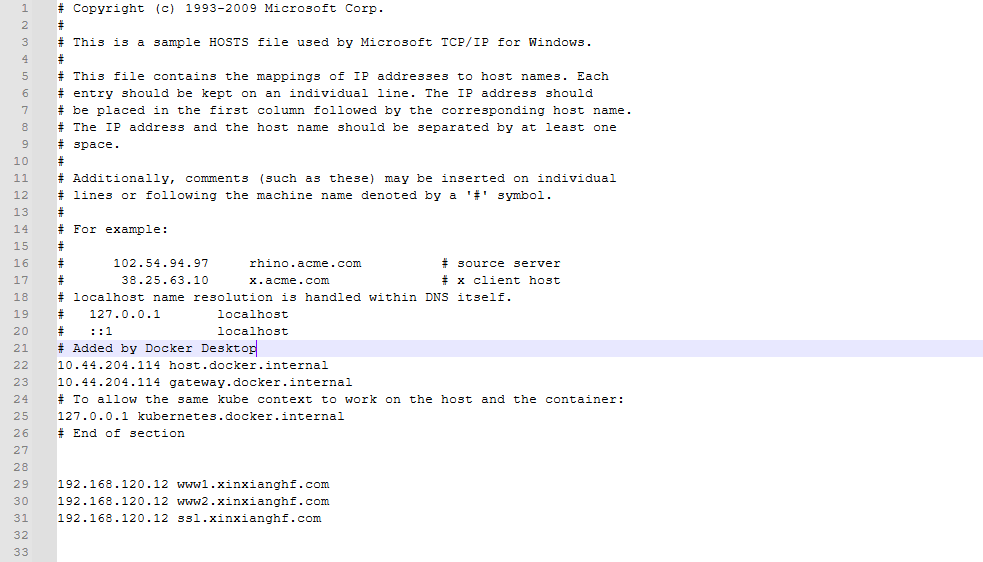 1 # Copyright (c) 1993-2009 Microsoft Corp.
2 #
3 # This is a sample HOSTS file used by Microsoft TCP/IP for Windows.
4 #
5 # This file contains the mappings of IP addresses to host names. Each
6 # entry should be kept on an individual line. The IP address should
7 # be placed in the first column followed by the corresponding host name.
8 # The IP address and the host name should be separated by at least one
9 # space.
10 #
11 # Additionally, comments (such as these) may be inserted on individual
12 # lines or following the machine name denoted by a '#' symbol.
13 #
14 # For example:
15 #
16 #      102.54.94.97     rhino.acme.com          # source server
17 #       38.25.63.10     x.acme.com              # x client host
18 # localhost name resolution is handled within DNS itself.
19 #   127.0.0.1       localhost
20 #   ::1             localhost
21 # Added by Docker Desktop
22 10.44.204.114 host.docker.internal
23 10.44.204.114 gateway.docker.internal
24 # To allow the same kube context to work on the host and the container:
25 127.0.0.1 kubernetes.docker.internal
26 # End of section
27
28
29 192.168.120.12 www1.xinxianghf.com
30 192.168.120.12 www2.xinxianghf.com
31 192.168.120.12 ssl.xinxianghf.com
32
33